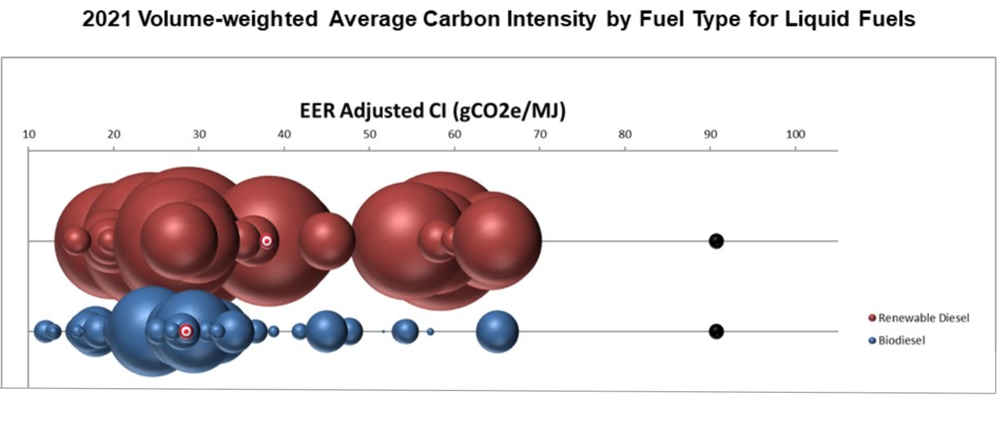 2021 Volume-weighted Average Carbon Intensity by Fuel Type for Liquid Fuels
EER Adjusted CI (gCO2e/MJ)
10 20 30 40 50 60 70 80 90 100
Renewable Diesel
Biodiesel